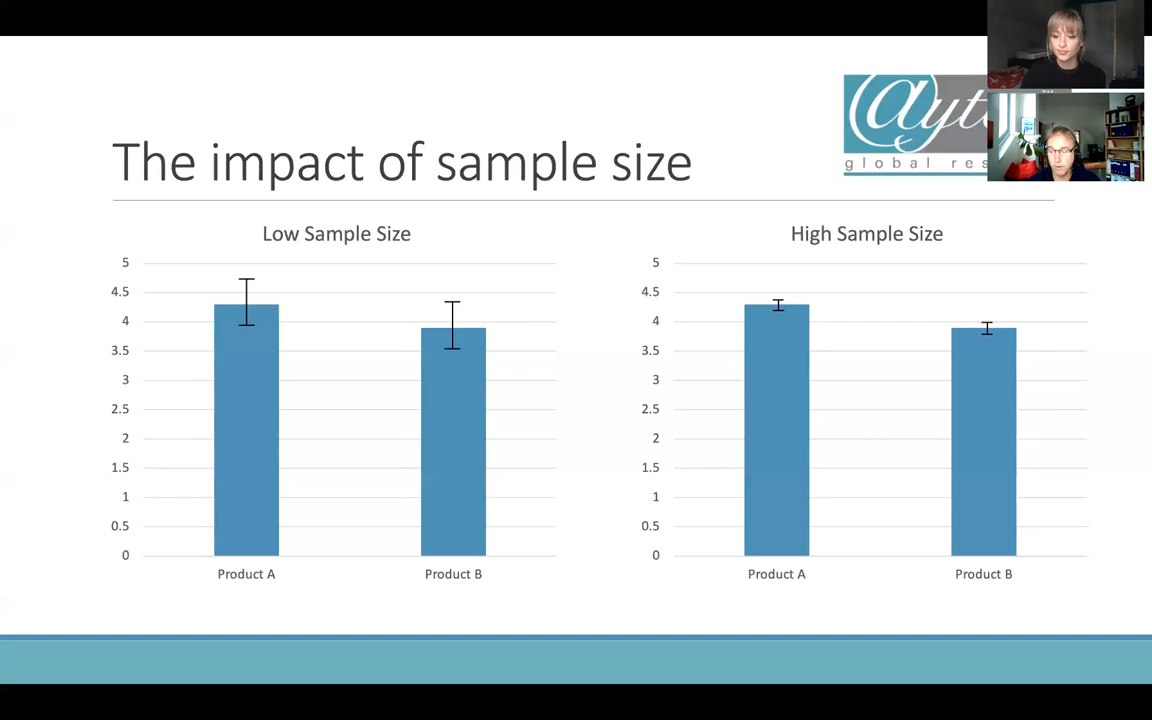 The impact of sample size
global
Low Sample Size
5
4.5
4
3.5
3
2.5
2
1.5
1
0.5
0
Product A
Product B
High Sample Size
5
4.5
4
3.5
3
2.5
2
1.5
1
0.5
0
Product A
Product B